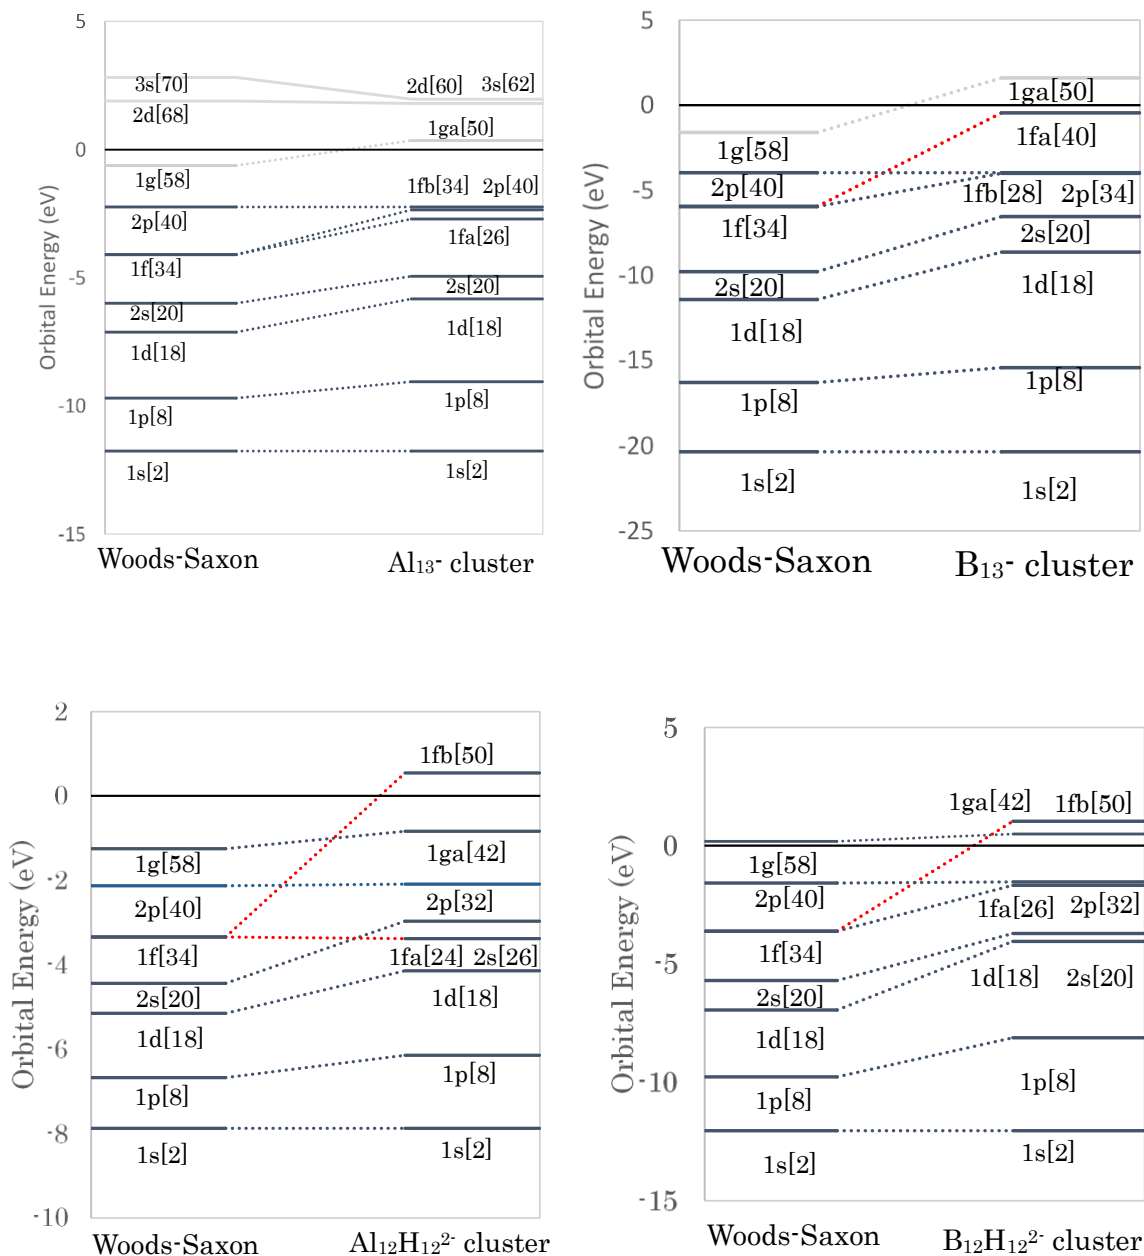 5
0
-5
-10
-15
Orbital Energy (eV)
3s[70]
2d[68]
1g[58]
2p[40]
1f[34]
2s[20]
1d[18]
1p[8]
1s[2]
2d[60] 3s[62]
1ga[50]
1fb[34] 2p[40]
1fa[26]
2s[20]
1d[18]
1p[8]
1s[2]
Woods-Saxon Al₁₃⁻ cluster
5
0
-5
-10
-15
-20
-25
Orbital Energy (eV)
1g[58]
2p[40]
1f[34]
2s[20]
1d[18]
1p[8]
1s[2]
1ga[50]
1fa[40]
1fb[28] 2p[34]
2s[20]
1d[18]
1p[8]
1s[2]
Woods-Saxon B₁₃⁻ cluster
2
0
-2
-4
-6
-8
-10
Orbital Energy (eV)
1g[58]
2p[40]
1f[34]
2s[20]
1d[18]
1p[8]
1s[2]
1fb[50]
1ga[42]
2p[32]
1fa[24] 2s[26]
1d[18]
1p[8]
1s[2]
Woods-Saxon Al₁₂H₁₂²⁻ cluster
5
0
-5
-10
-15
Orbital Energy (eV)
1g[58]
2p[40]
1f[34]
2s[20]
1d[18]
1p[8]
1s[2]
1ga[42] 1fb[50]
1fa[26] 2p[32]
1d[18] 2s[20]
1p[8]
1s[2]
Woods-Saxon B₁₂H₁₂²⁻ cluster